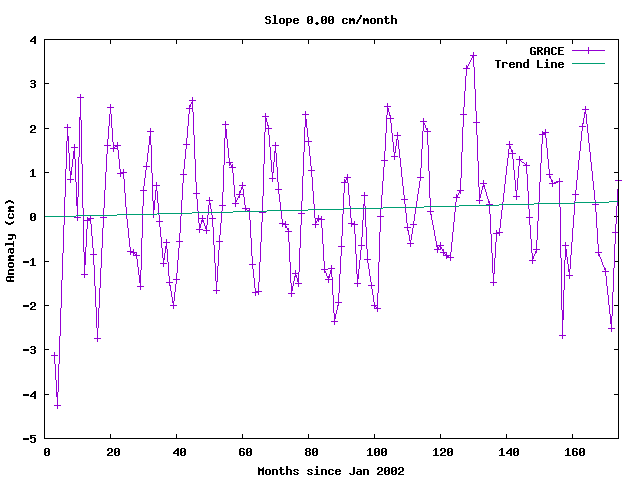 Slope 0.00 cm/month
GRACE
Trend Line
4
3
2
1
0
-1
-2
-3
-4
-5
Anomaly (cm)
0 20 40 60 80 100 120 140 160
Months since Jan 2002